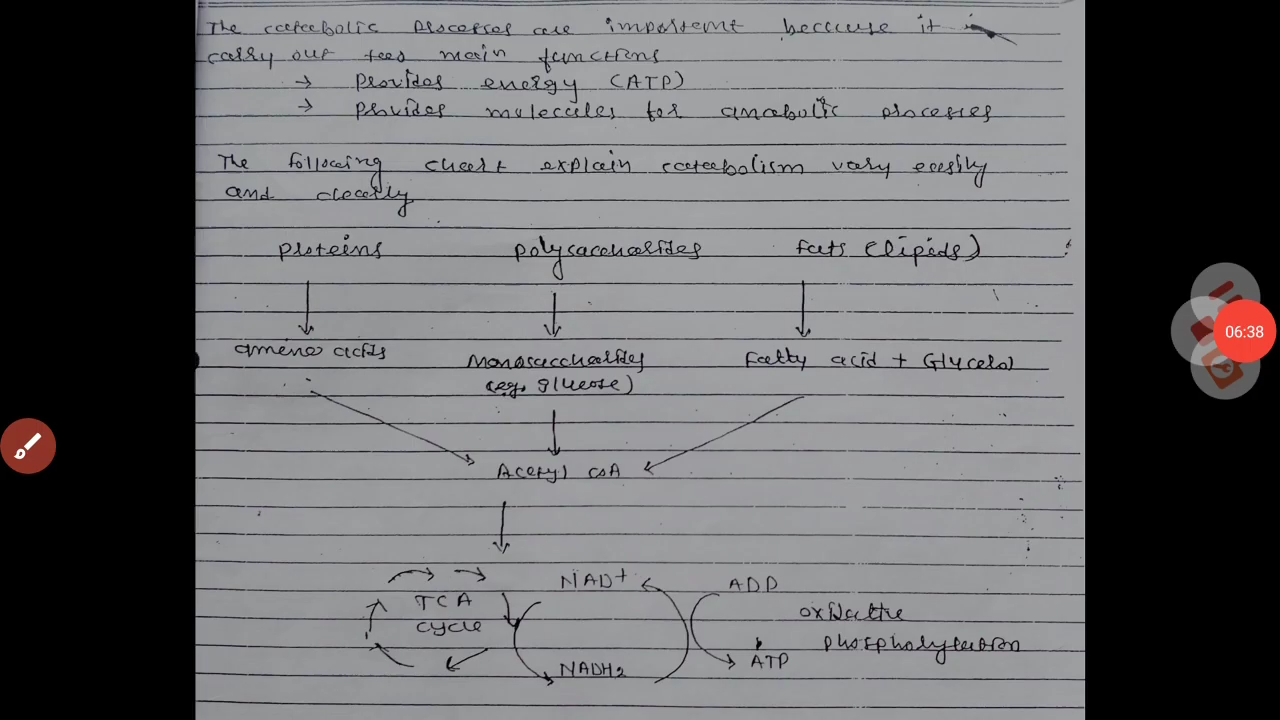 The catabolic processes are important because it
carry out two main functions
→ Provides energy (ATP)
→ Provides molecules for anabolic processes
The following chart explain catabolism vary easily
and clearly
proteins polysaccharides fats (lipids)
amino acids Monosaccharides Fatty acid + Glycerol
(eg. glucose)
Acetyl coA
NAD+ ADD
TCA oxidative
cycle phosphorylation
NADH2 ATP
06:38